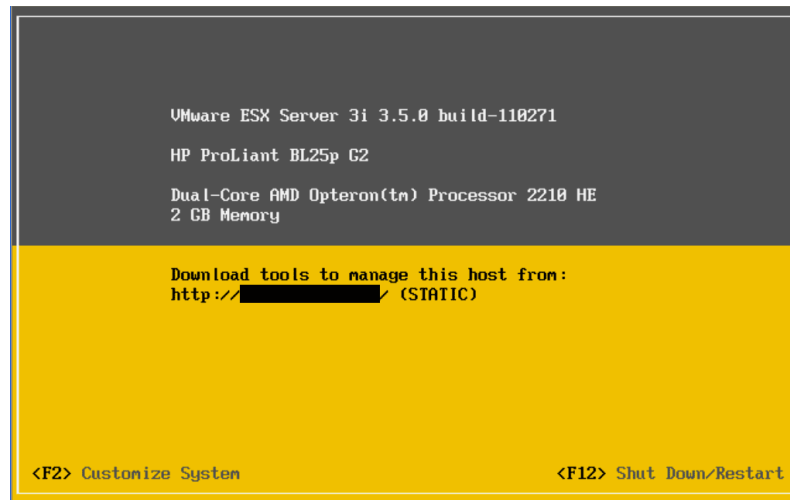 VMware ESX Server 3i 3.5.0 build-110271
HP ProLiant BL25p G2
Dual-Core AMD Opteron(tm) Processor 2210 HE
2 GB Memory
Download tools to manage this host from:
http:// / (STATIC)
<F2> Customize System <F12> Shut Down/Restart